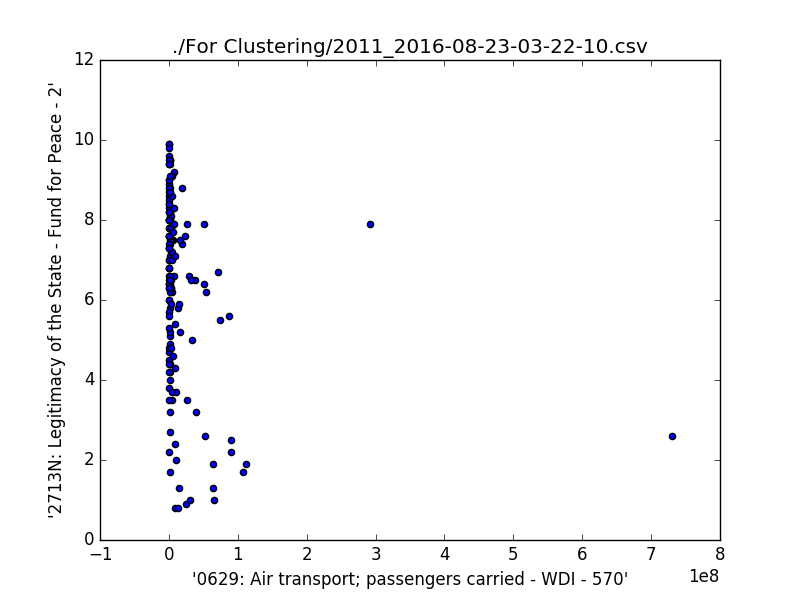 ./For Clustering/2011_2016-08-23-03-22-10.csv
'2713N: Legitimacy of the State - Fund for Peace - 2'
12
10
8
6
4
2
0
−1 0 1 2 3 4 5 6 7 8
1e8
'0629: Air transport; passengers carried - WDI - 570'